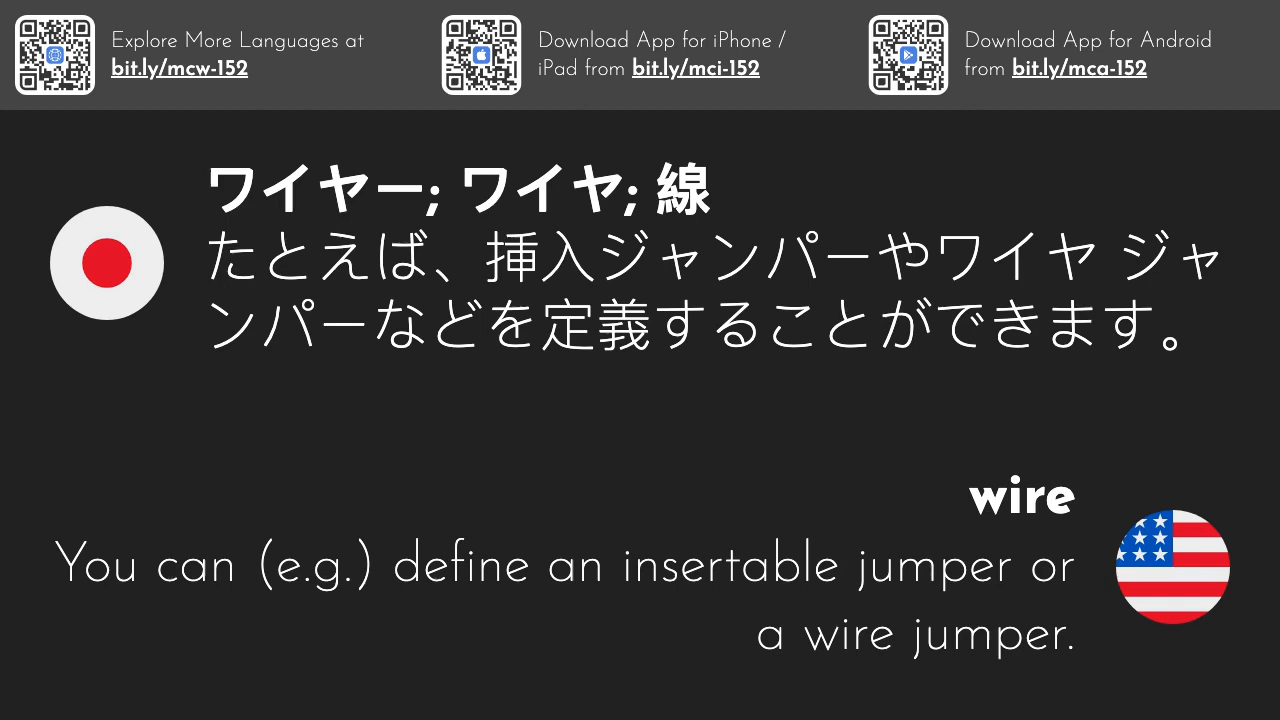 Explore More Languages at
bit.ly/mcw-152
Download App for iPhone /
iPad from bit.ly/mci-152
Download App for Android
from bit.ly/mca-152
ワイヤー; ワイヤ; 線
たとえば、挿入ジャンパーやワイヤ ジャ
ンパーなどを定義することができます。
wire
You can (e.g.) define an insertable jumper or
a wire jumper.